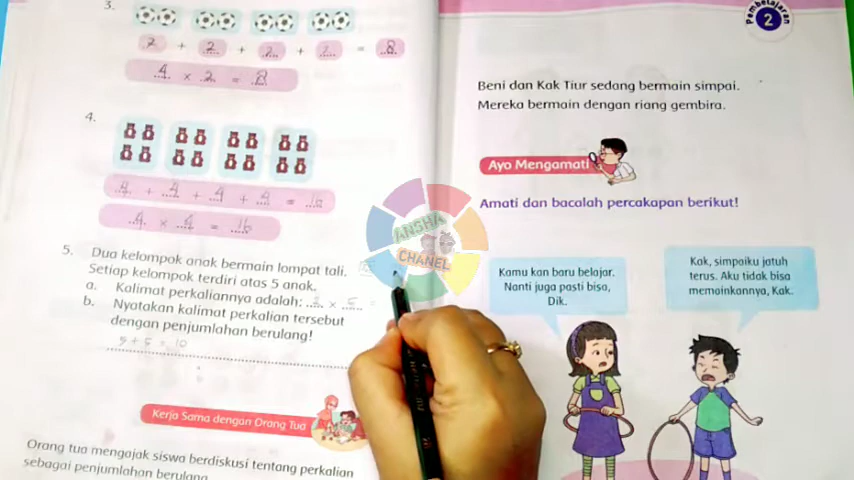 3.
2 + 2 + 2 + 2 = 8
4 × 2 = 8
4.
4 + 4 + 4 + 4 = 16
4 × 4 = 16
5. Dua kelompok anak bermain lompat tali.
Setiap kelompok terdiri atas 5 anak.
a. Kalimat perkaliannya adalah: 2 × 5 =
b. Nyatakan kalimat perkalian tersebut
dengan penjumlahan berulang!
5 + 5 = 10
Kerja Sama dengan Orang Tua
Orang tua mengajak siswa berdiskusi tentang perkalian
sebagai penjumlahan berulang
ANSHA
CHANEL
Pembelajaran
2
Beni dan Kak Tiur sedang bermain simpai.
Mereka bermain dengan riang gembira.
Ayo Mengamati
Amati dan bacalah percakapan berikut!
Kamu kan baru belajar.
Nanti juga pasti bisa,
Dik.
Kak, simpaiku jatuh
terus. Aku tidak bisa
memainkannya, Kak.